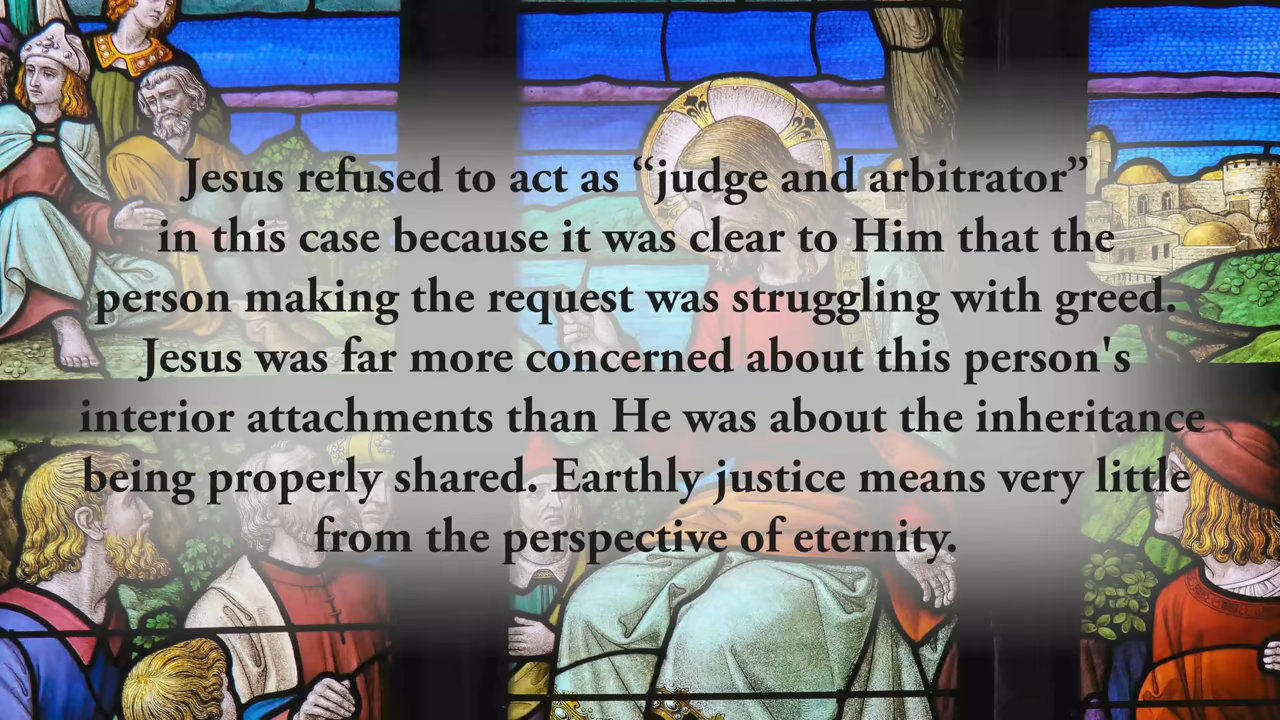 Jesus refused to act as “judge and arbitrator”
in this case because it was clear to Him that the
person making the request was struggling with greed.
Jesus was far more concerned about this person's
interior attachments than He was about the inheritance
being properly shared. Earthly justice means very little
from the perspective of eternity.